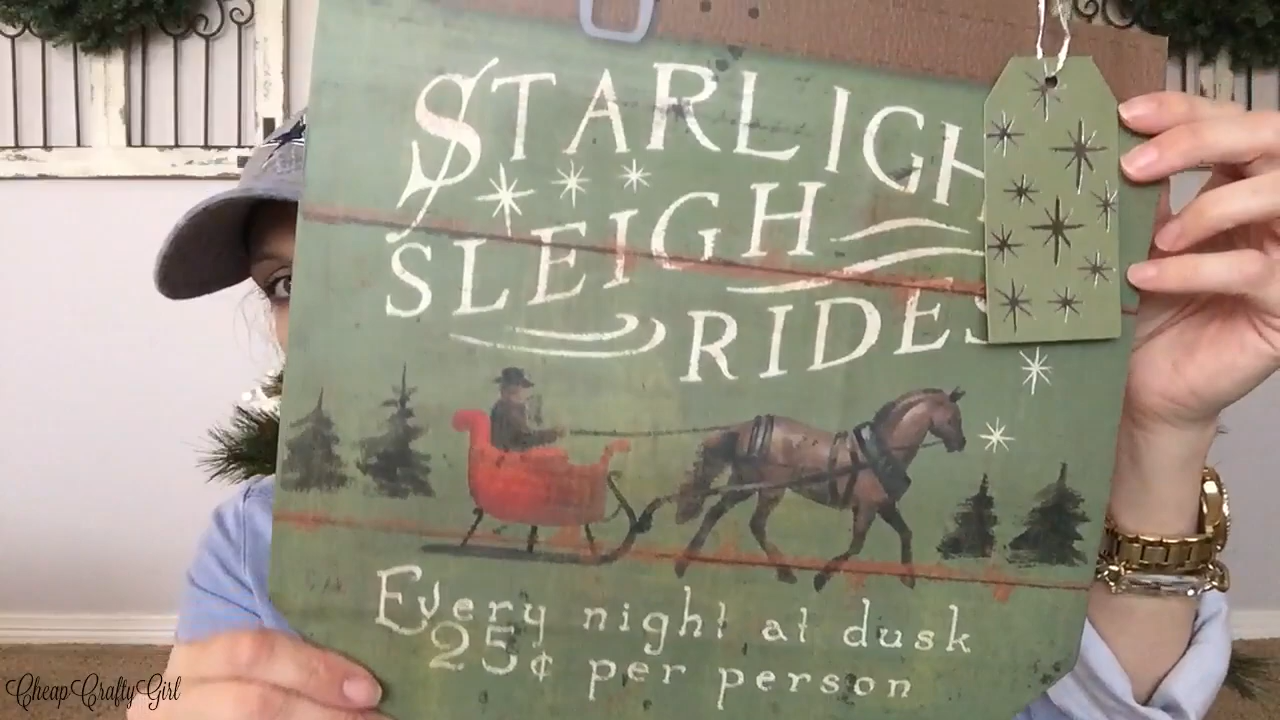 STARLIGH
SLEIGH
RIDES
Every night at dusk
25¢ per person
CheapCraftyGirl